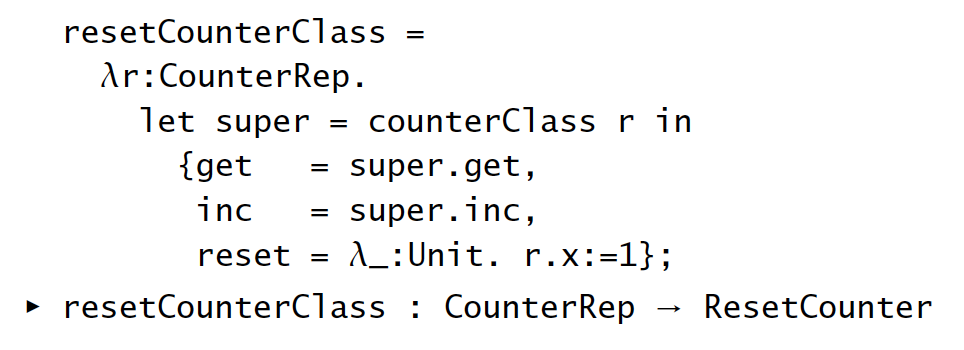 resetCounterClass =
λr:CounterRep.
let super = counterClass r in
{get   = super.get,
inc   = super.inc,
reset = λ_:Unit. r.x:=1};
▸ resetCounterClass : CounterRep → ResetCounter